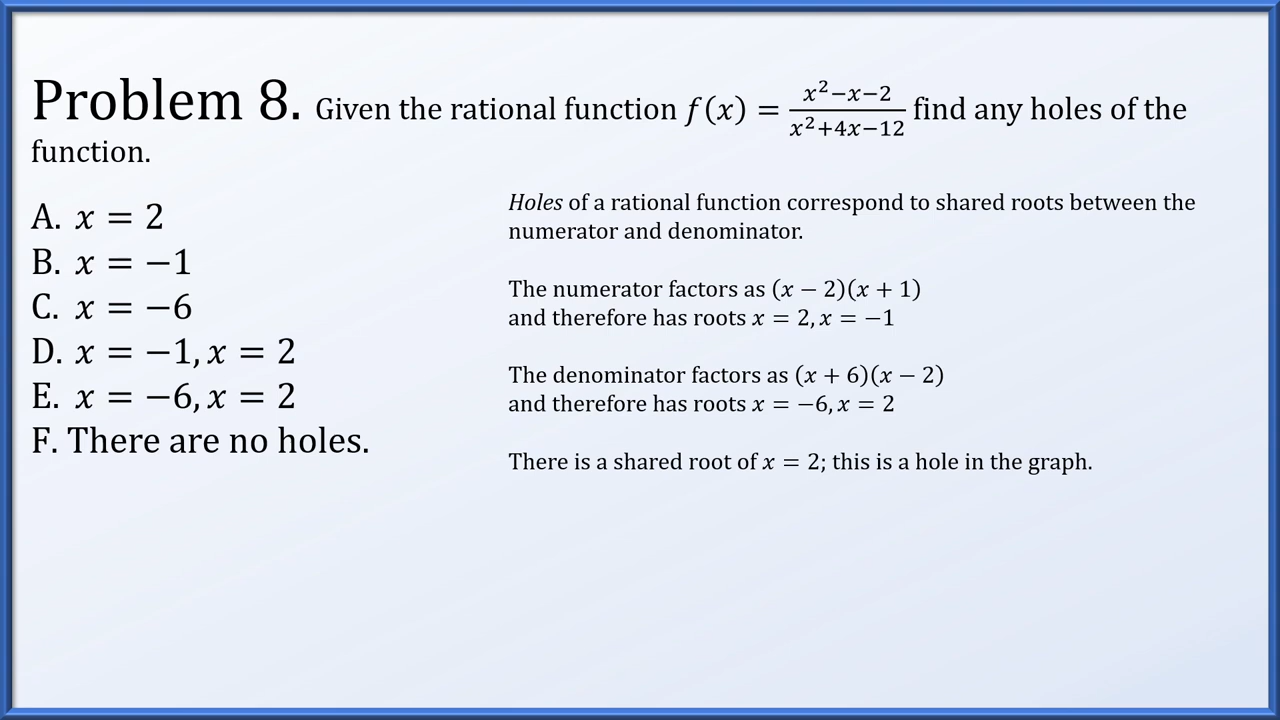 Problem 8. Given the rational function f(x) = \frac{x²−x−2}{x²+4x−12} find any holes of the
function.
A. x = 2
B. x = −1
C. x = −6
D. x = −1, x = 2
E. x = −6, x = 2
F. There are no holes.
Holes of a rational function correspond to shared roots between the
numerator and denominator.
The numerator factors as (x − 2)(x + 1)
and therefore has roots x = 2, x = −1
The denominator factors as (x + 6)(x − 2)
and therefore has roots x = −6, x = 2
There is a shared root of x = 2; this is a hole in the graph.